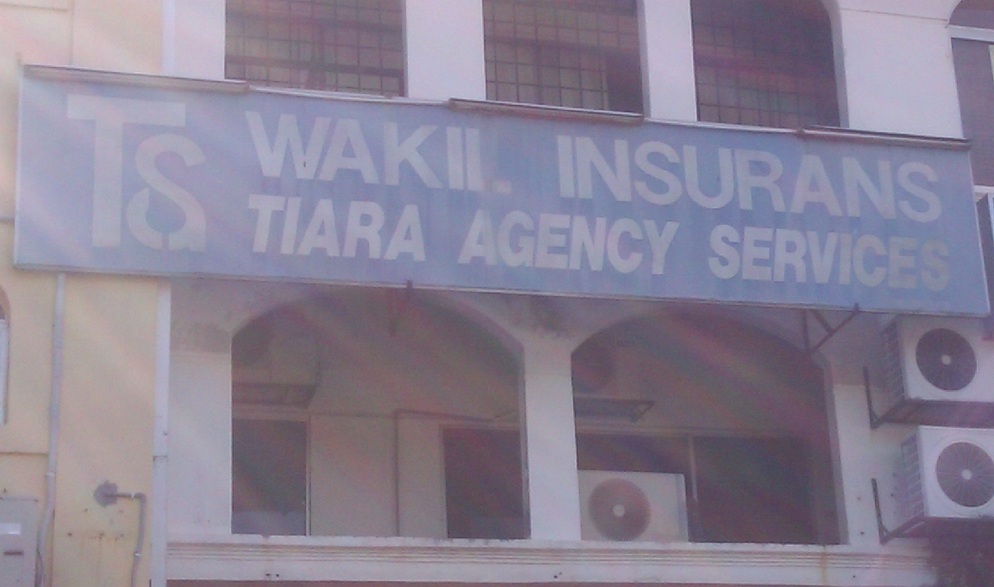 TS WAKIL INSURANS
TIARA AGENCY SERVICES